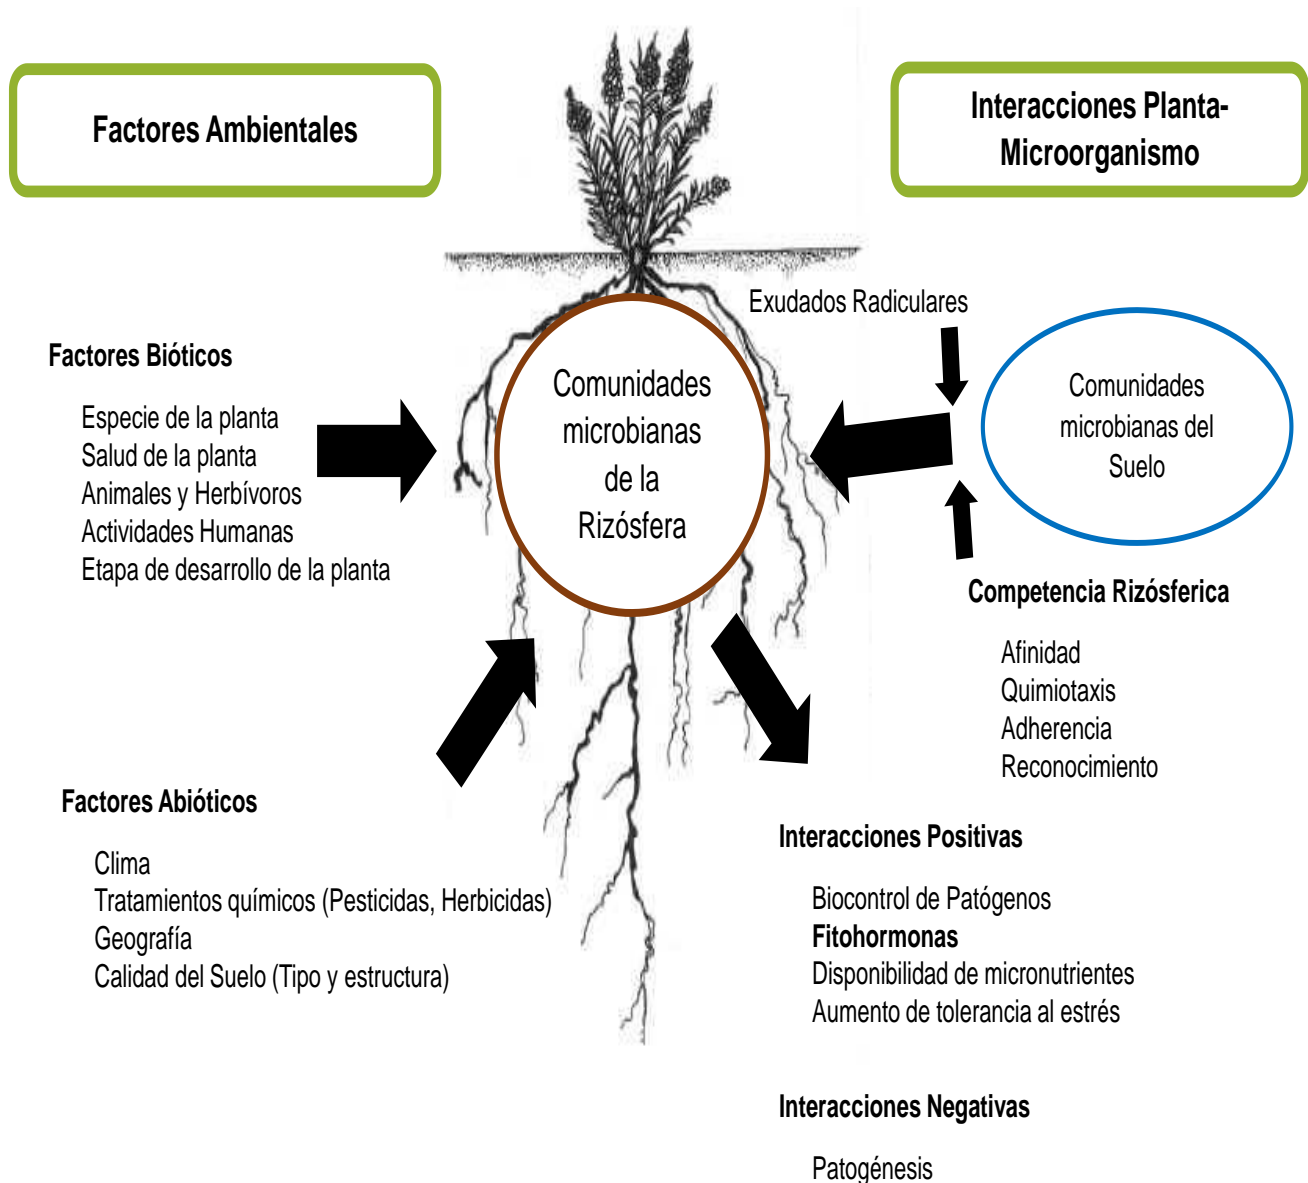 Factores Ambientales
Interacciones Planta-
Microorganismo
Exudados Radiculares
Factores Bióticos
Especie de la planta
Salud de la planta
Animales y Herbívoros
Actividades Humanas
Etapa de desarrollo de la planta
Comunidades
microbianas
de la
Rizósfera
Comunidades
microbianas del
Suelo
Competencia Rizósferica
Afinidad
Quimiotaxis
Adherencia
Reconocimiento
Factores Abióticos
Clima
Tratamientos químicos (Pesticidas, Herbicidas)
Geografía
Calidad del Suelo (Tipo y estructura)
Interacciones Positivas
Biocontrol de Patógenos
Fitohormonas
Disponibilidad de micronutrientes
Aumento de tolerancia al estrés
Interacciones Negativas
Patogénesis